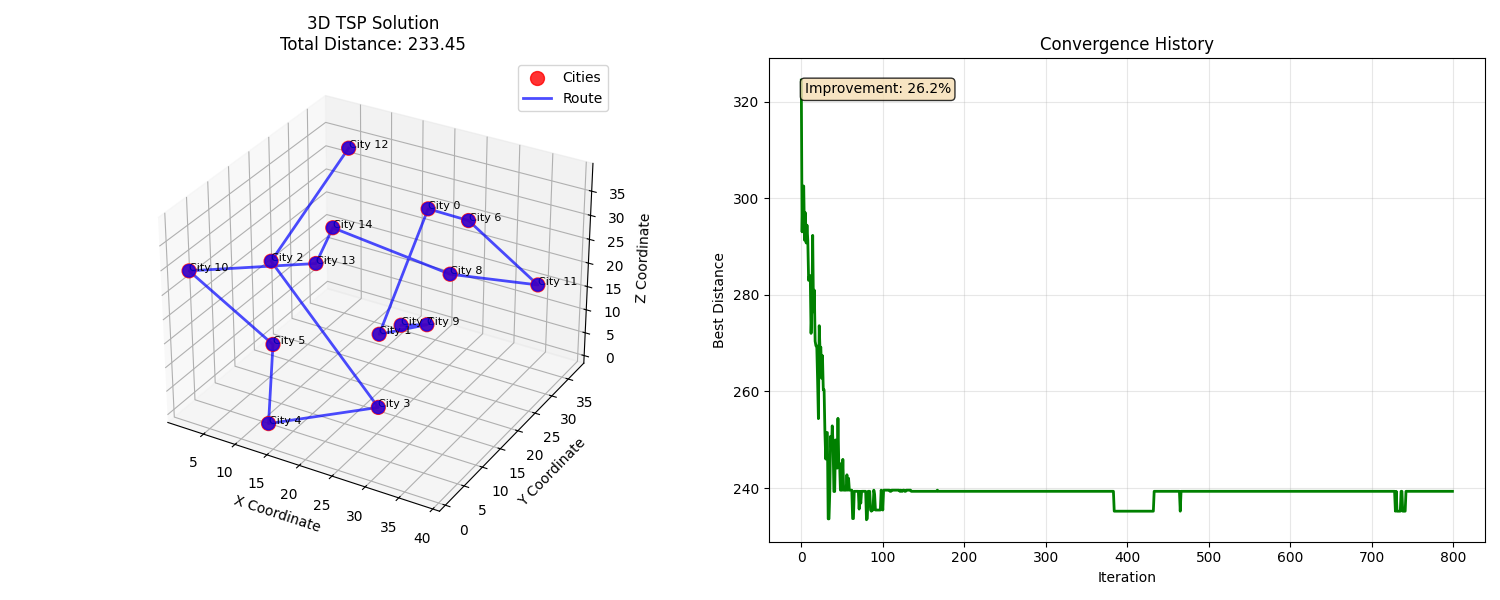 3D TSP Solution
Total Distance: 233.45
Cities
Route
City 12
City 0
City 6
City 14
City 10
City 2
City 13
City 8
City 11
City 9
City 1
City 5
City 3
City 4
35
30
25
20
15
10
5
0
Z Coordinate
5
10
15
20
25
30
35
40
X Coordinate
0
5
10
15
20
25
30
35
Y Coordinate
Convergence History
Improvement: 26.2%
320
300
280
260
240
Best Distance
0
100
200
300
400
500
600
700
800
Iteration